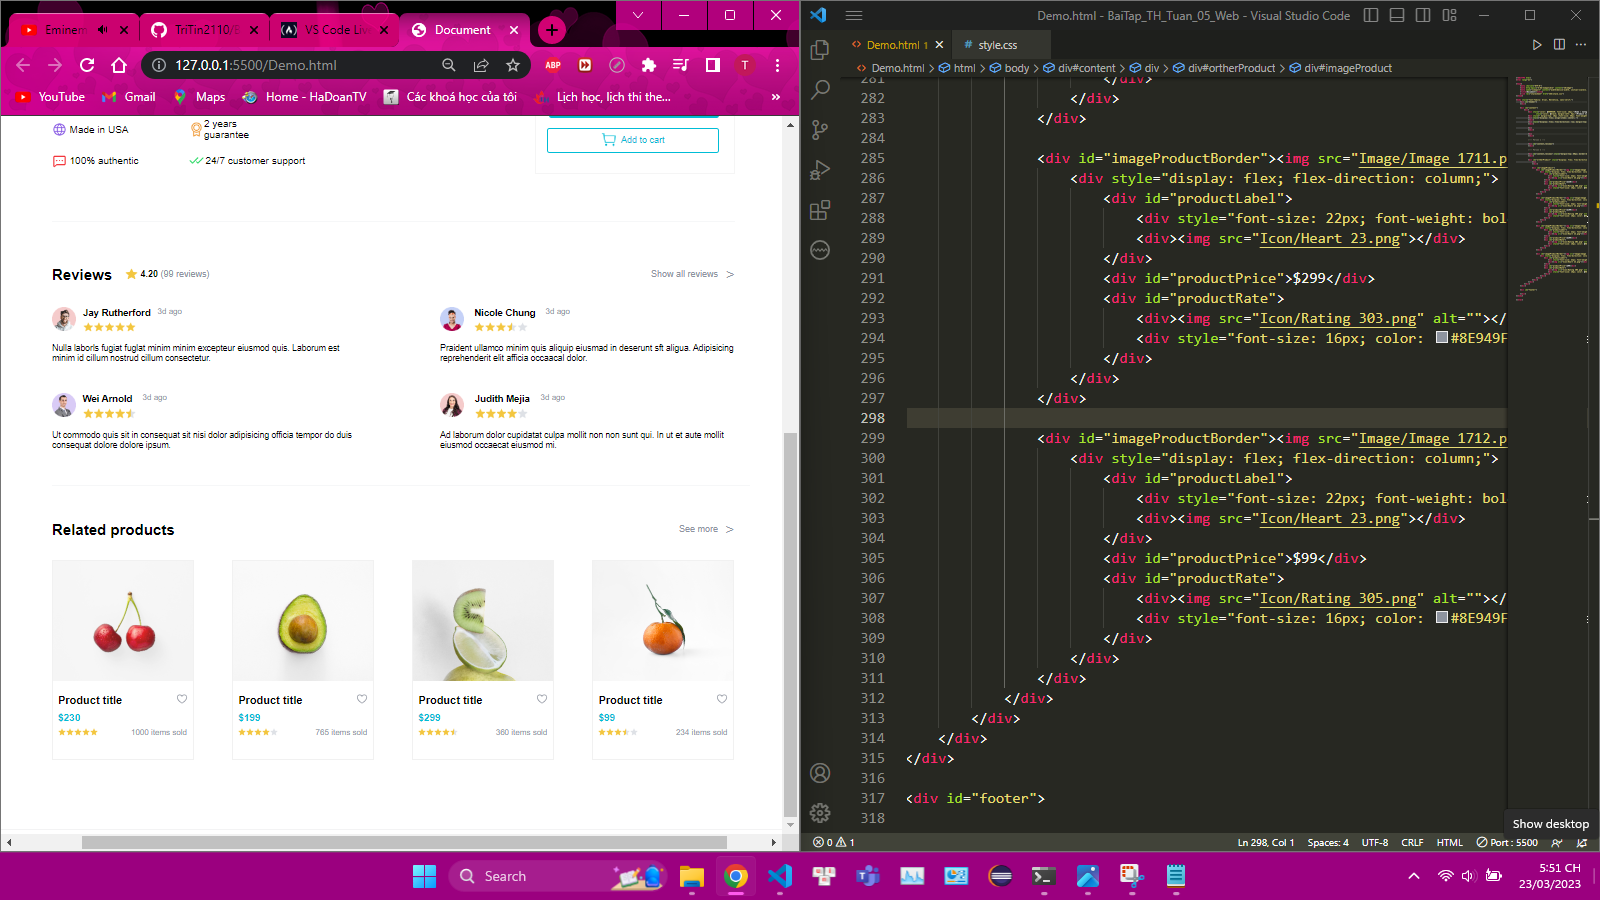 Eminem
TriTin2110/B
VS Code Live
Document
127.0.0.1:5500/Demo.html
ABP
T
YouTube
Gmail
Maps
Home - HaDoanTV
Các khoá học của tôi
Lịch học, lịch thi the...
»
Made in USA
2 years
guarantee
100% authentic
24/7 customer support
Add to cart
Reviews
4.20 (99 reviews)
Show all reviews >
Jay Rutherford 3d ago
Nulla laborls fugiat fuglat minim minim excepteur eiusmod quis. Laborum est
minim id cillum nostrud cillum consectetur.
Nicole Chung 3d ago
Praident ullamco minim quis aliquip eiusmad in deserunt sft aligua. Adipisicing
reprehenderit elit afficia occaacal dolor.
Wei Arnold 3d ago
Ut commodo quis sit in consequat sit nisi dolor adipisicing officia tempor do duis
consequat dolore dolore ipsum.
Judith Mejia 3d ago
Ad laborum dolor cupidatat culpa mollit non non sunt qui. In ut et aute mollit
eiusmod occaecat eiusmod mi.
Related products
See more >
Product title
$230
1000 items sold
Product title
$199
765 items sold
Product title
$299
360 items sold
Product title
$99
234 items sold
Demo.html - BaiTap_TH_Tuan_05_Web - Visual Studio Code
Demo.html 1
# style.css
Demo.html > html > body > div#content > div > div#ortherProduct > div#imageProduct
281 </div>
282 </div>
283 </div>
284
285 <div id="imageProductBorder"><img src="Image/Image 1711.p
286 <div style="display: flex; flex-direction: column;">
287 <div id="productLabel">
288 <div style="font-size: 22px; font-weight: bol
289 <div><img src="Icon/Heart 23.png"></div>
290 </div>
291 <div id="productPrice">$299</div>
292 <div id="productRate">
293 <div><img src="Icon/Rating 303.png" alt=""></
294 <div style="font-size: 16px; color: #8E949F
295 </div>
296 </div>
297 </div>
298
299 <div id="imageProductBorder"><img src="Image/Image 1712.p
300 <div style="display: flex; flex-direction: column;">
301 <div id="productLabel">
302 <div style="font-size: 22px; font-weight: bol
303 <div><img src="Icon/Heart 23.png"></div>
304 </div>
305 <div id="productPrice">$99</div>
306 <div id="productRate">
307 <div><img src="Icon/Rating 305.png" alt=""></
308 <div style="font-size: 16px; color: #8E949F
309 </div>
310 </div>
311 </div>
312 </div>
313 </div>
314 </div>
315 </div>
316
317 <div id="footer">
318
Show desktop
0 1
Ln 298, Col 1
Spaces: 4
UTF-8
CRLF
HTML
Port : 5500
Search
5:51 CH
23/03/2023